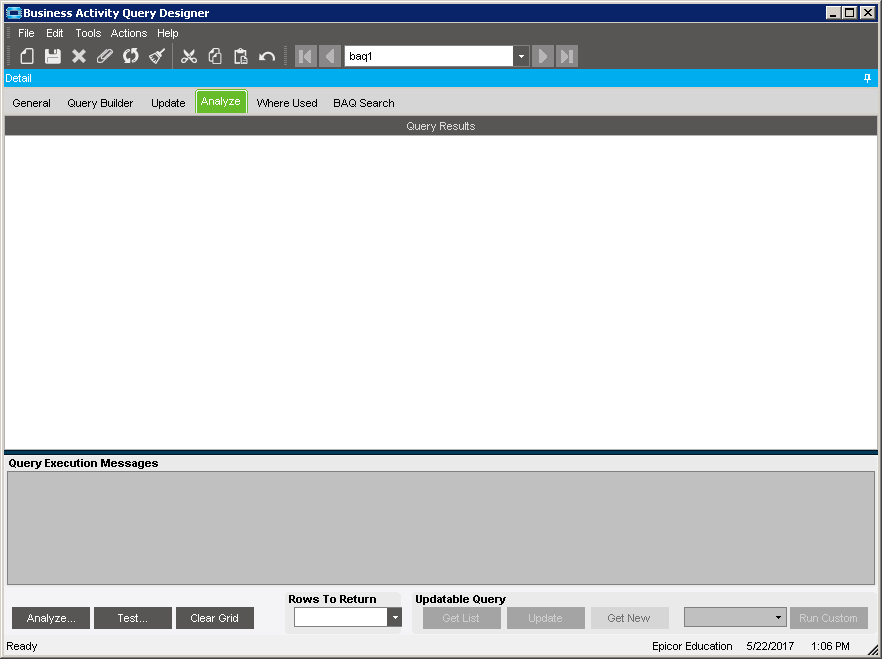 Business Activity Query Designer
File Edit Tools Actions Help
baq1
Detail
General Query Builder Update Analyze Where Used BAQ Search
Query Results
Query Execution Messages
Rows To Return Updatable Query
Analyze... Test... Clear Grid Get List Update Get New Run Custom
Ready Epicor Education 5/22/2017 1:06 PM